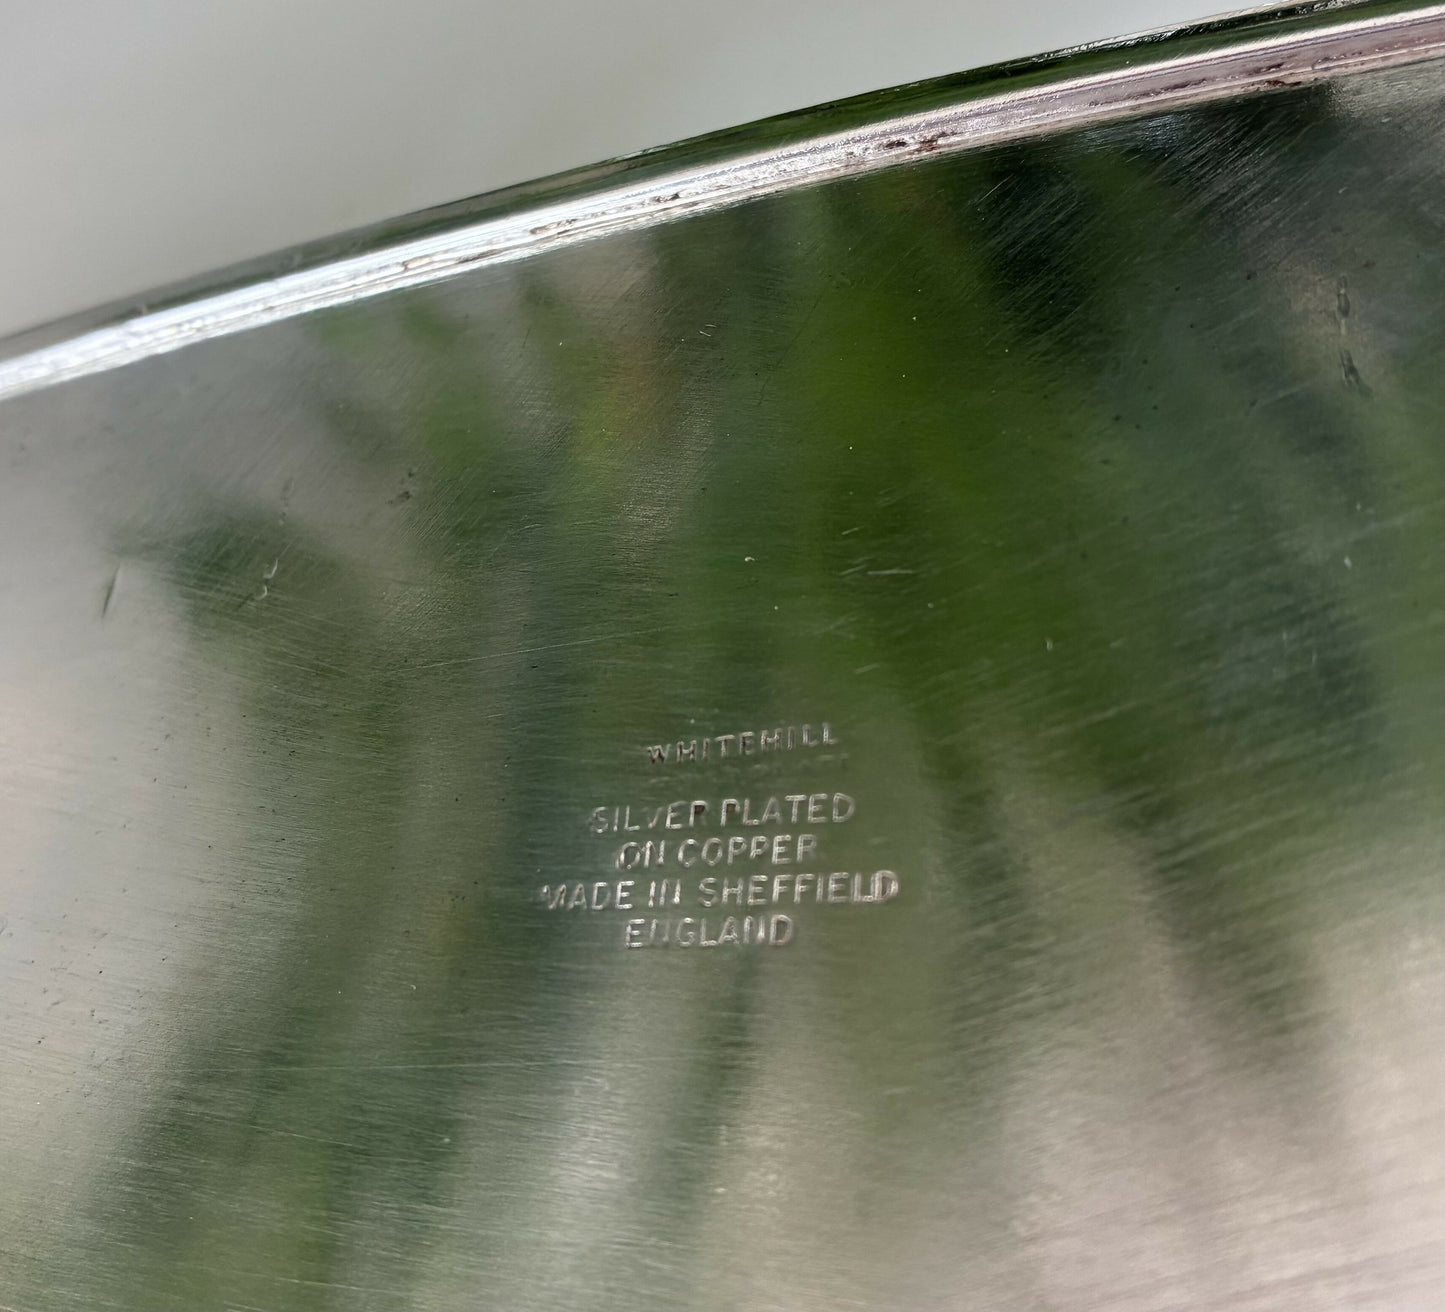 WHITEHILL
SILVER PLATED
ON COPPER
MADE IN SHEFFIELD
ENGLAND